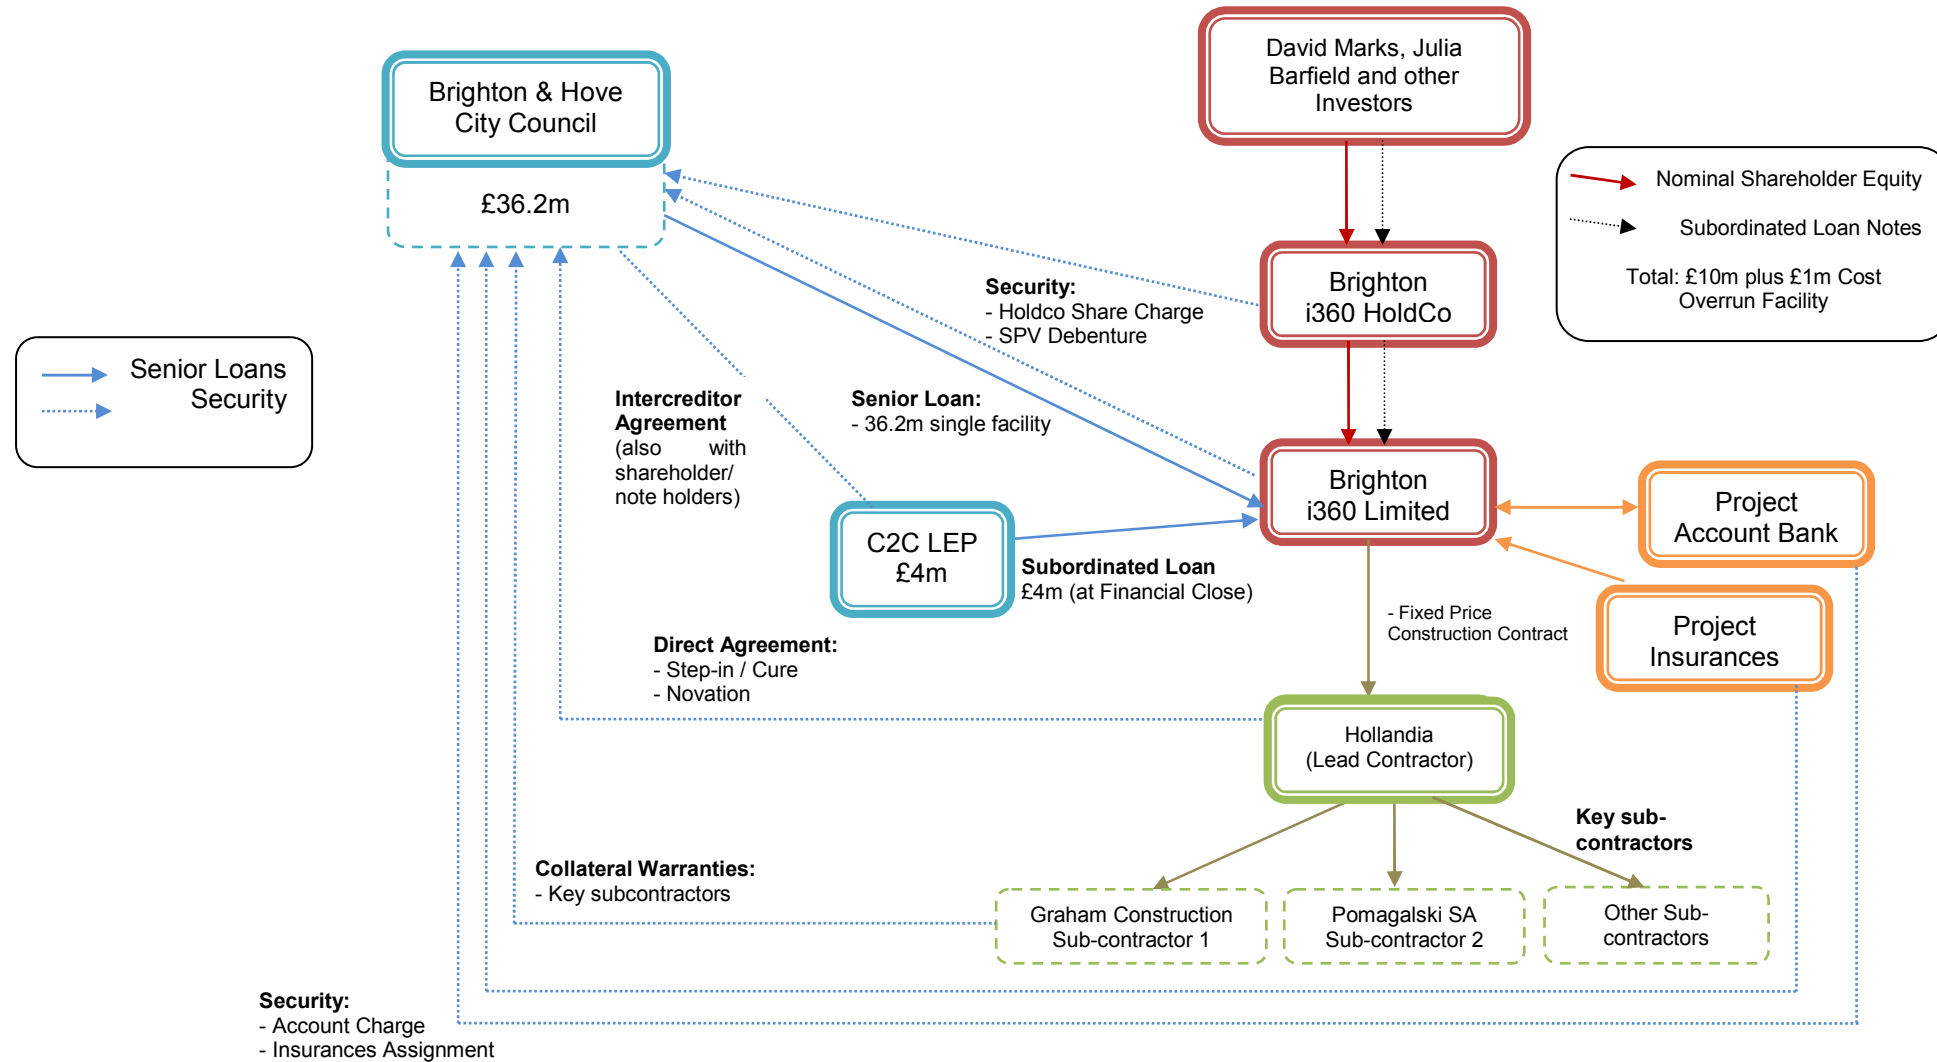 David Marks, Julia
Barfield and other
Investors
Brighton & Hove
City Council
£36.2m
Nominal Shareholder Equity
Subordinated Loan Notes
Total: £10m plus £1m Cost
Overrun Facility
Brighton
i360 HoldCo
Security:
- Holdco Share Charge
- SPV Debenture
Senior Loans
Security
Intercreditor
Agreement
(also with
shareholder/
note holders)
Senior Loan:
- 36.2m single facility
Brighton
i360 Limited
Project
Account Bank
C2C LEP
£4m
Subordinated Loan
£4m (at Financial Close)
- Fixed Price
Construction Contract
Project
Insurances
Direct Agreement:
- Step-in / Cure
- Novation
Hollandia
(Lead Contractor)
Key sub-
contractors
Collateral Warranties:
- Key subcontractors
Graham Construction
Sub-contractor 1
Pomagalski SA
Sub-contractor 2
Other Sub-
contractors
Security:
- Account Charge
- Insurances Assignment